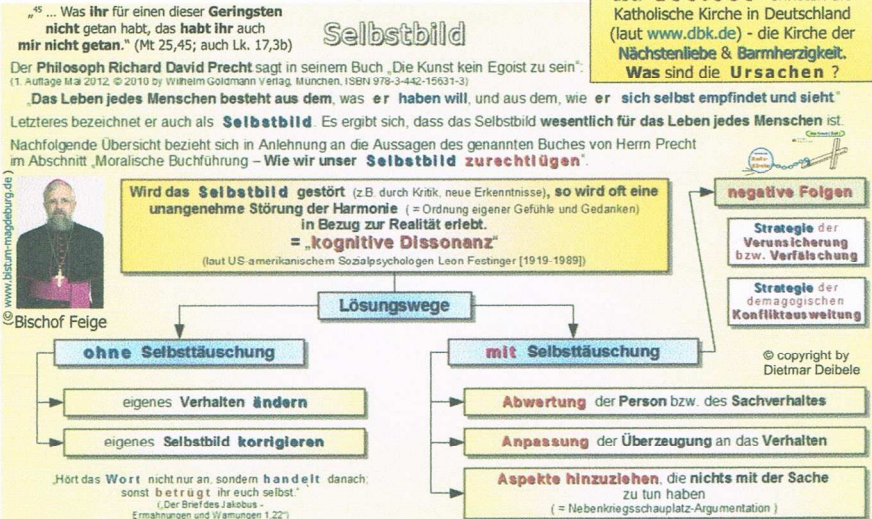 „⁴⁵ ... Was ihr für einen dieser Geringsten
nicht getan habt, das habt ihr auch
mir nicht getan.“ (Mt 25,45; auch Lk. 17,3b)
Selbstbild
Katholische Kirche in Deutschland
(laut www.dbk.de) - die Kirche der
Nächstenliebe & Barmherzigkeit.
Was sind die Ursachen ?
Der Philosoph Richard David Precht sagt in seinem Buch „Die Kunst kein Egoist zu sein“:
(1. Auflage Mai 2012, © 2010 by Wilhelm Goldmann Verlag, München, ISBN 978-3-442-15631-3)
„Das Leben jedes Menschen besteht aus dem, was er haben will, und aus dem, wie er sich selbst empfindet und sieht“
Letzteres bezeichnet er auch als Selbstbild. Es ergibt sich, dass das Selbstbild wesentlich für das Leben jedes Menschen ist.
Nachfolgende Übersicht bezieht sich in Anlehnung an die Aussagen des genannten Buches von Herrn Precht
im Abschnitt „Moralische Buchführung – Wie wir unser Selbstbild zurechtlügen“.
(© www.bistum-magdeburg.de)
Bischof Feige
Wird das Selbstbild gestört (z.B. durch Kritik, neue Erkenntnisse), so wird oft eine
unangenehme Störung der Harmonie ( = Ordnung eigener Gefühle und Gedanken)
in Bezug zur Realität erlebt.
= „kognitive Dissonanz“
(laut US-amerikanischem Sozialpsychologen Leon Festinger [1919-1989])
negative Folgen
Strategie der
Verunsicherung
bzw. Verfälschung
Strategie der
demagogischen
Konfliktausweitung
Lösungswege
ohne Selbsttäuschung
mit Selbsttäuschung
© copyright by
Dietmar Deibele
eigenes Verhalten ändern
eigenes Selbstbild korrigieren
Abwertung der Person bzw. des Sachverhaltes
Anpassung der Überzeugung an das Verhalten
Aspekte hinzuziehen, die nichts mit der Sache
zu tun haben
( = Nebenkriegsschauplatz-Argumentation )
„Hört das Wort nicht nur an, sondern handelt danach;
sonst betrügt ihr euch selbst.“
(„Der Brief des Jakobus -
Ermahnungen und Warnungen 1,22“)